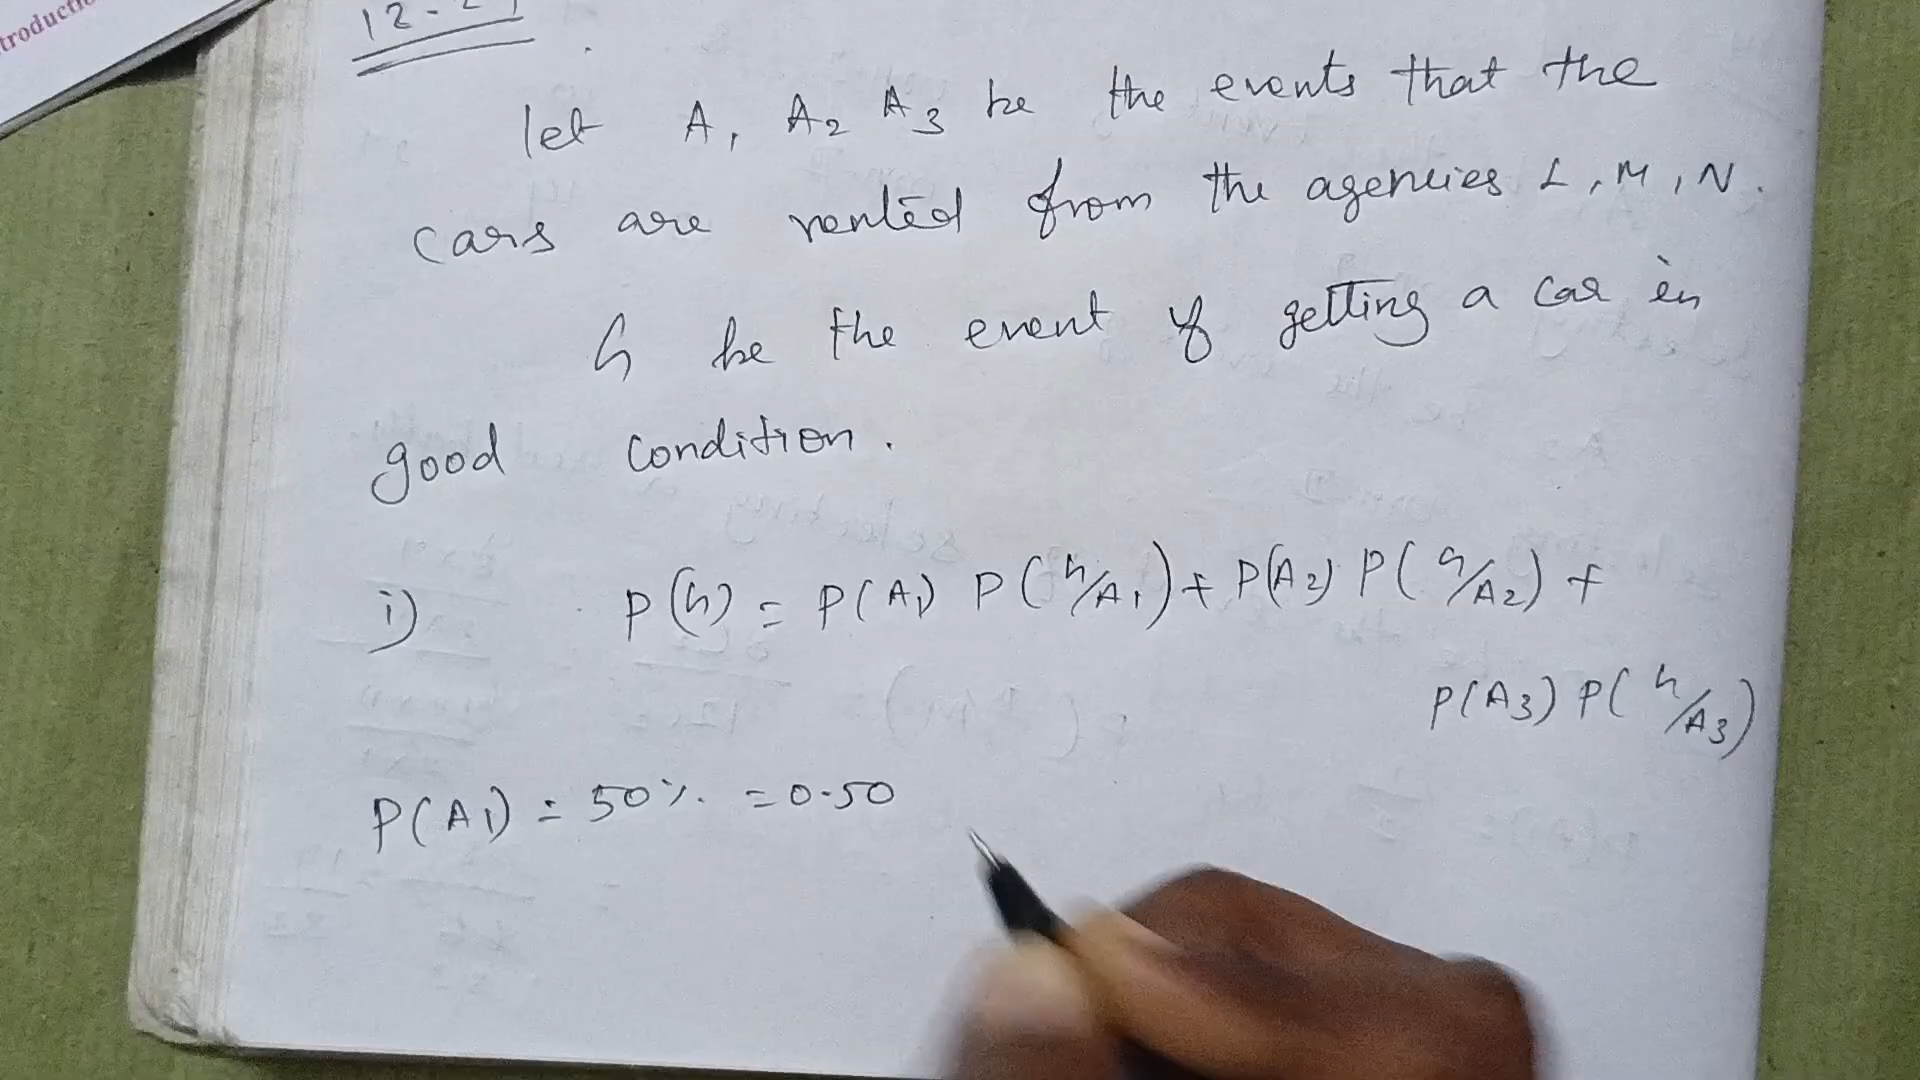 12.
let A1 A2 A3 be the events that the
cars are rented from the agencies L, M, N.
G be the event of getting a car in
good condition.
i) P(G) = P(A1) P(G/A1) + P(A2) P(G/A2) +
P(A3) P(G/A3)
P(A1) = 50% = 0.50